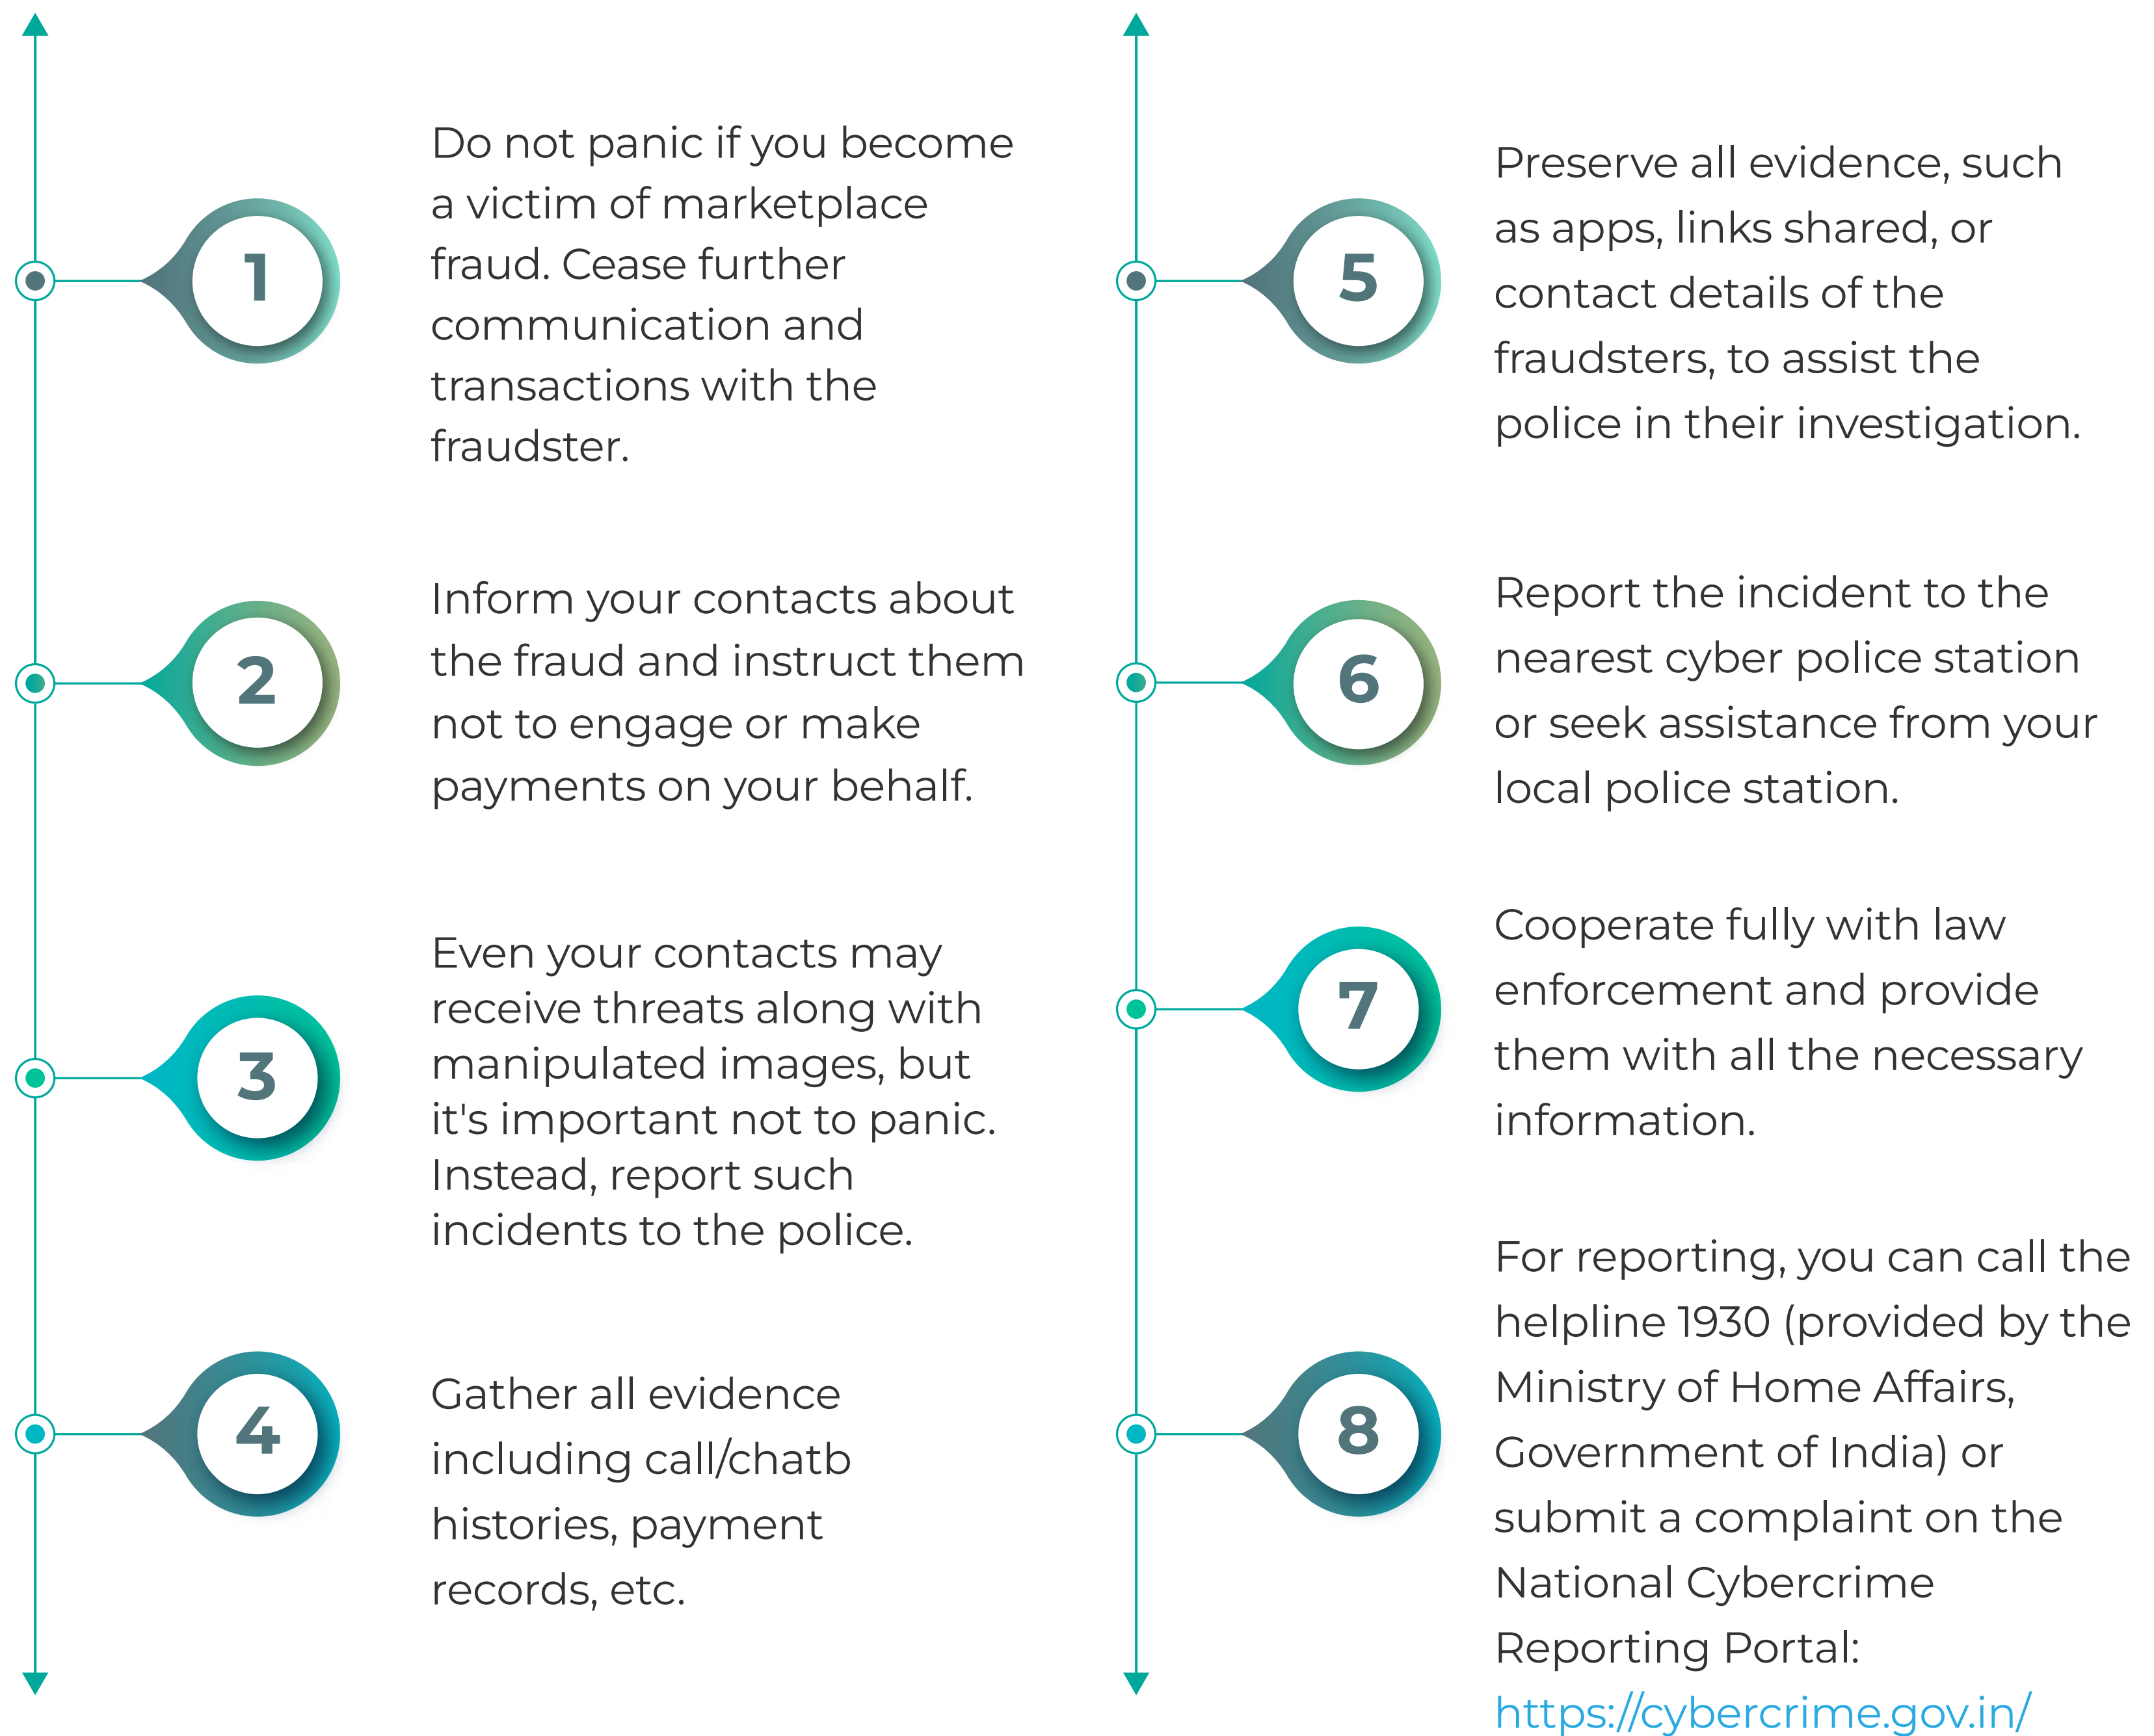 1
Do not panic if you become
a victim of marketplace
fraud. Cease further
communication and
transactions with the
fraudster.
2
Inform your contacts about
the fraud and instruct them
not to engage or make
payments on your behalf.
3
Even your contacts may
receive threats along with
manipulated images, but
it's important not to panic.
Instead, report such
incidents to the police.
4
Gather all evidence
including call/chatb
histories, payment
records, etc.
5
Preserve all evidence, such
as apps, links shared, or
contact details of the
fraudsters, to assist the
police in their investigation.
6
Report the incident to the
nearest cyber police station
or seek assistance from your
local police station.
7
Cooperate fully with law
enforcement and provide
them with all the necessary
information.
8
For reporting, you can call the
helpline 1930 (provided by the
Ministry of Home Affairs,
Government of India) or
submit a complaint on the
National Cybercrime
Reporting Portal:
https://cybercrime.gov.in/